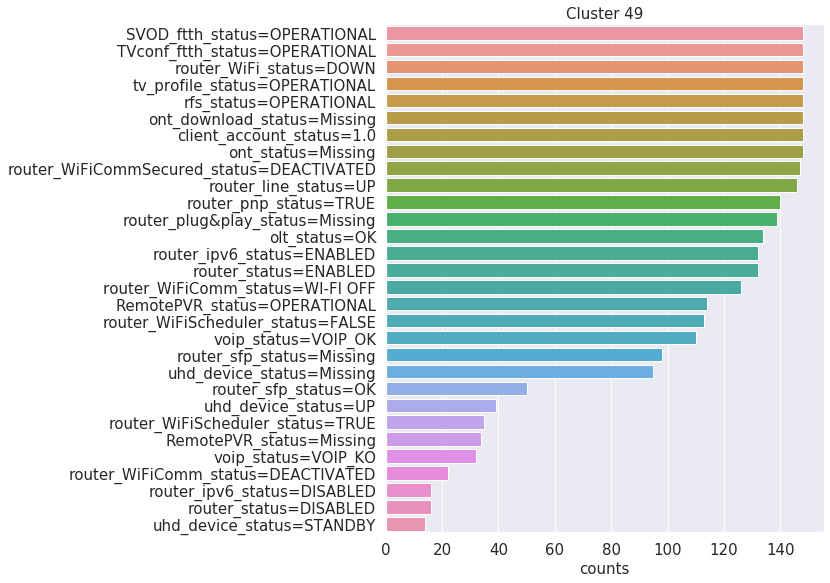 Cluster 49
SVOD_ftth_status=OPERATIONAL
TVconf_ftth_status=OPERATIONAL
router_WiFi_status=DOWN
tv_profile_status=OPERATIONAL
rfs_status=OPERATIONAL
ont_download_status=Missing
client_account_status=1.0
ont_status=Missing
router_WiFiCommSecured_status=DEACTIVATED
router_line_status=UP
router_pnp_status=TRUE
router_plug&play_status=Missing
olt_status=OK
router_ipv6_status=ENABLED
router_status=ENABLED
router_WiFiComm_status=WI-FI OFF
RemotePVR_status=OPERATIONAL
router_WiFiScheduler_status=FALSE
voip_status=VOIP_OK
router_sfp_status=Missing
uhd_device_status=Missing
router_sfp_status=OK
uhd_device_status=UP
router_WiFiScheduler_status=TRUE
RemotePVR_status=Missing
voip_status=VOIP_KO
router_WiFiComm_status=DEACTIVATED
router_ipv6_status=DISABLED
router_status=DISABLED
uhd_device_status=STANDBY
0 20 40 60 80 100 120 140
counts